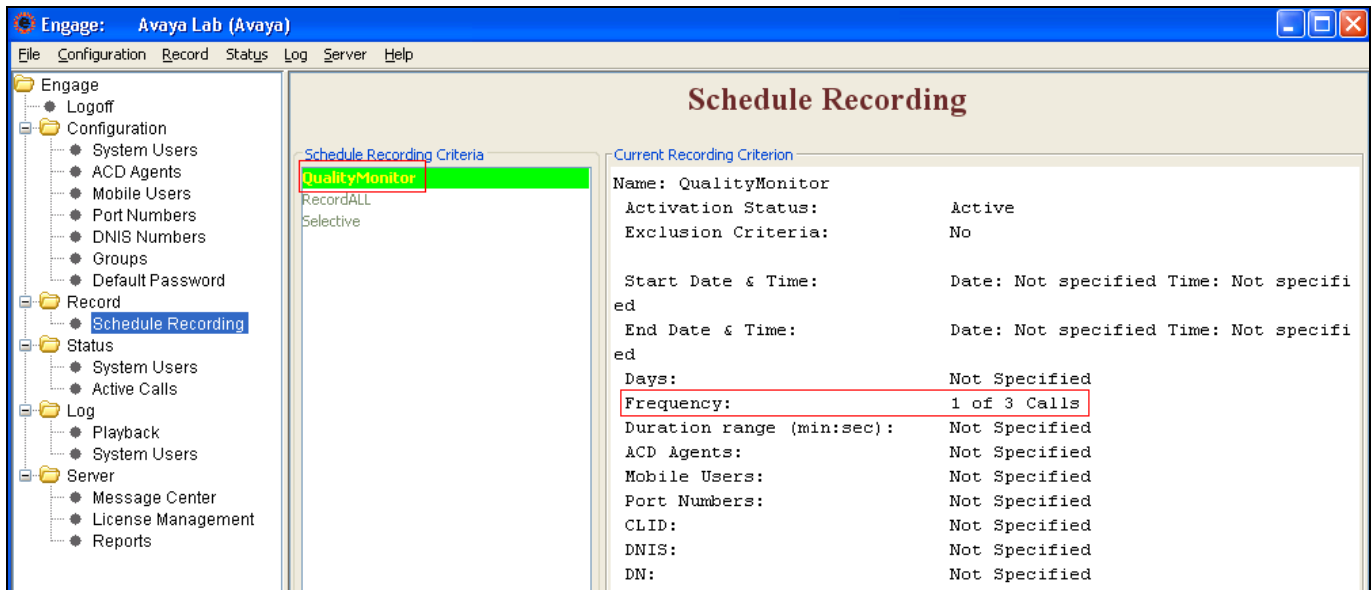 Engage: Avaya Lab (Avaya)
File Configuration Record Status Log Server Help
Engage
Logoff
Configuration
System Users
ACD Agents
Mobile Users
Port Numbers
DNIS Numbers
Groups
Default Password
Record
Schedule Recording
Status
System Users
Active Calls
Log
Playback
System Users
Server
Message Center
License Management
Reports
Schedule Recording
Schedule Recording Criteria
QualityMonitor
RecordALL
Selective
Current Recording Criterion
Name: QualityMonitor
Activation Status: Active
Exclusion Criteria: No
Start Date & Time: Date: Not specified Time: Not specifi
ed
End Date & Time: Date: Not specified Time: Not specifi
ed
Days: Not Specified
Frequency: 1 of 3 Calls
Duration range (min:sec): Not Specified
ACD Agents: Not Specified
Mobile Users: Not Specified
Port Numbers: Not Specified
CLID: Not Specified
DNIS: Not Specified
DN: Not Specified